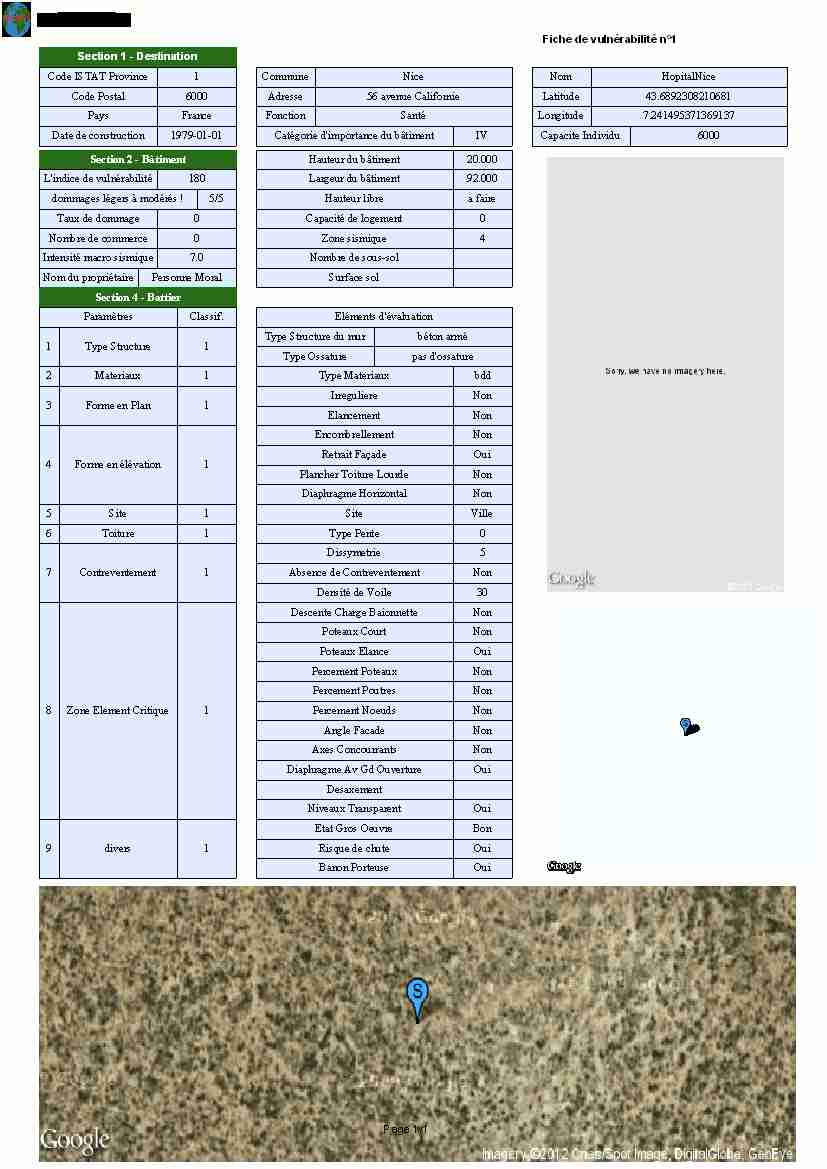 Fiche de vulnérabilité n°1
Section 1 - Destination
Code ISTAT Province 1 Commune Nice Nom HopitalNice
Code Postal 6000 Adresse 56 avenue Californie Latitude 43.6892308210681
Pays France Fonction Santé Longitude 7.241495371369137
Date de construction 1979-01-01 Catégorie d'importance du bâtiment IV Capacite Individu 6000
Section 2 - Bâtiment Hauteur du bâtiment 20.000
L'indice de vulnérabilité 180 Largeur du bâtiment 92.000
dommages légers à modérés ! 5/5 Hauteur libre a faire
Taux de dommage 0 Capacité de logement 0
Nombre de commerce 0 Zone sismique 4
Intensité macro sismique 7.0 Nombre de sous-sol
Nom du propriétaire Personne Moral Surface sol
Section 4 - Battier
Paramètres Classif. Eléments d'évaluation
1 Type Structure 1 Type Structure du mur béton armé
Type Ossature pas d'ossature
2 Materiaux 1 Type Materiaux bdd
3 Forme en Plan 1 Irreguliere Non
Elancement Non
4 Forme en élévation 1 Encombrellement Non
Retrait Façade Oui
Plancher Toiture Lourde Non
Diaphragme Horizontal Non
5 Site 1 Site Ville
6 Toiture 1 Type Pente 0
7 Contreventement 1 Dissymetrie 5
Absence de Contreventement Non
Densité de Voile 30
8 Zone Element Critique 1 Descente Charge Baionnette Non
Poteaux Court Non
Poteaux Elance Oui
Percement Poteaux Non
Percement Poutres Non
Percement Noeuds Non
Angle Facade Non
Axes Concourrants Non
Diaphragme Av Gd Ouverture Oui
Desaxement
Niveaux Transparent Oui
9 divers 1 Etat Gros Oeuvre Bon
Risque de chute Oui
Banon Porteuse Oui
Sorry, we have no imagery here.
Google
S
Google
S
Page 1/1
Google
Imagery ©2012 Cnes/Spot Image, DigitalGlobe, GeoEye